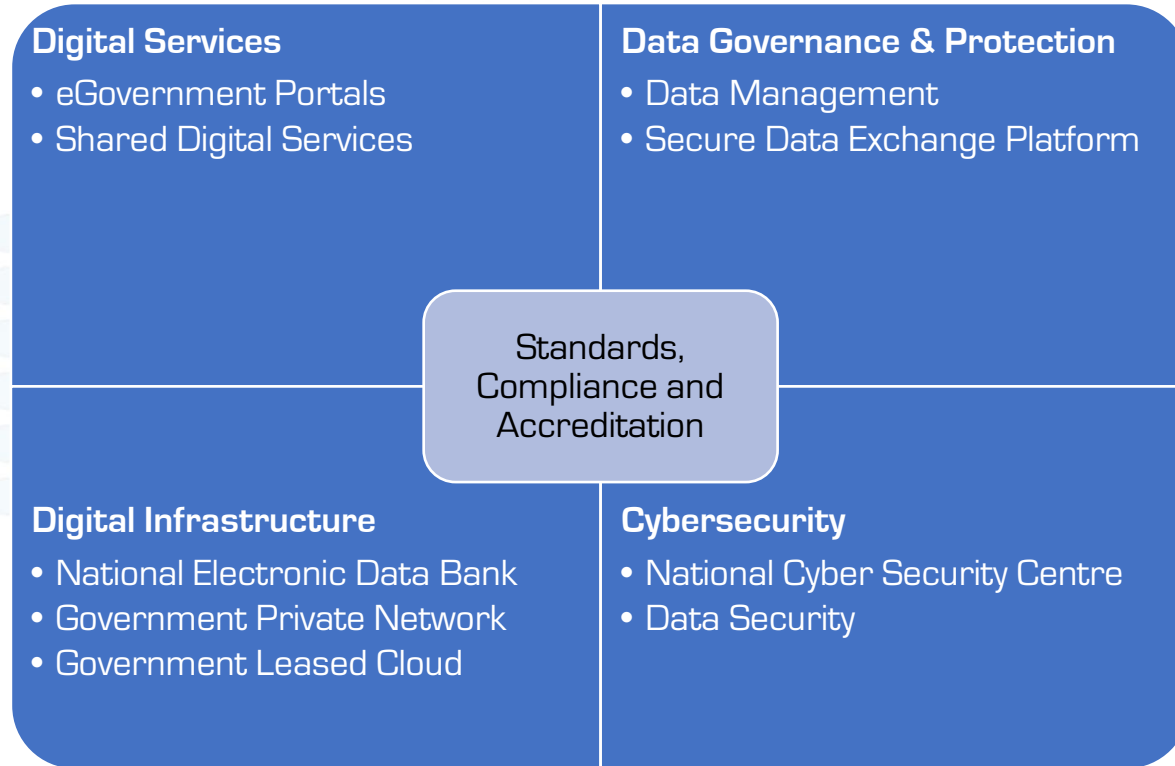 Digital Services
• eGovernment Portals
• Shared Digital Services
Data Governance & Protection
• Data Management
• Secure Data Exchange Platform
Standards,
Compliance and
Accreditation
Digital Infrastructure
• National Electronic Data Bank
• Government Private Network
• Government Leased Cloud
Cybersecurity
• National Cyber Security Centre
• Data Security